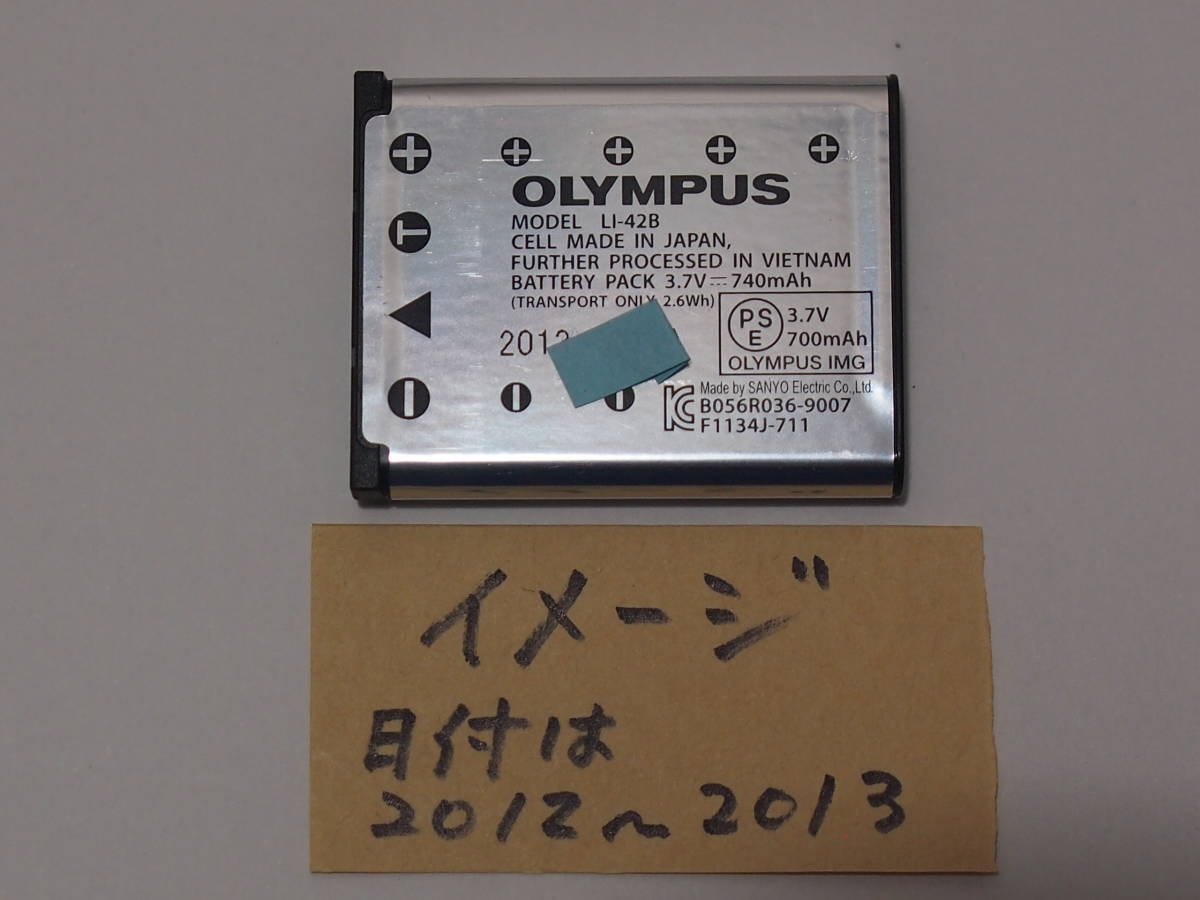 OLYMPUS
MODEL LI-42B
CELL MADE IN JAPAN,
FURTHER PROCESSED IN VIETNAM
BATTERY PACK 3.7V⎓740mAh
(TRANSPORT ONLY 2.6Wh)
PS
E
3.7V
700mAh
OLYMPUS IMG
Made by SANYO Electric Co.,Ltd.
B056R036-9007
F1134J-711
イメージ
日付は
2012~2013